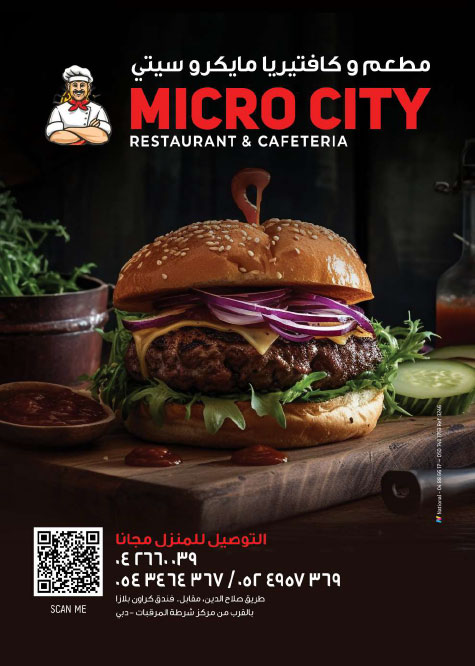 مطعم و كافتيريا مايكرو سيتي
MICRO CITY
RESTAURANT & CAFETERIA
التوصيل للمنزل مجانا
٠٤ ٢٦٦٠٠٣٩
٠٥٤ ٣٤٦٤ ٣٦٧ / ٠٥٢ ٤٩٥٧ ٣٦٩
طريق صلاح الدين، مقابل، فندق كراون بلازا
بالقرب من مركز شرطة المرقبات -دبي
SCAN ME
National -